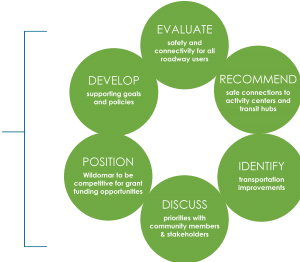 EVALUATE
safety and
connectivity for all
roadway users
RECOMMEND
safe connections to
activity centers and
transit hubs
IDENTIFY
transportation
improvements
DISCUSS
priorities with
community members
& stakeholders
POSITION
Wildomar to be
competitive for grant
funding opportunities
DEVELOP
supporting goals
and policies